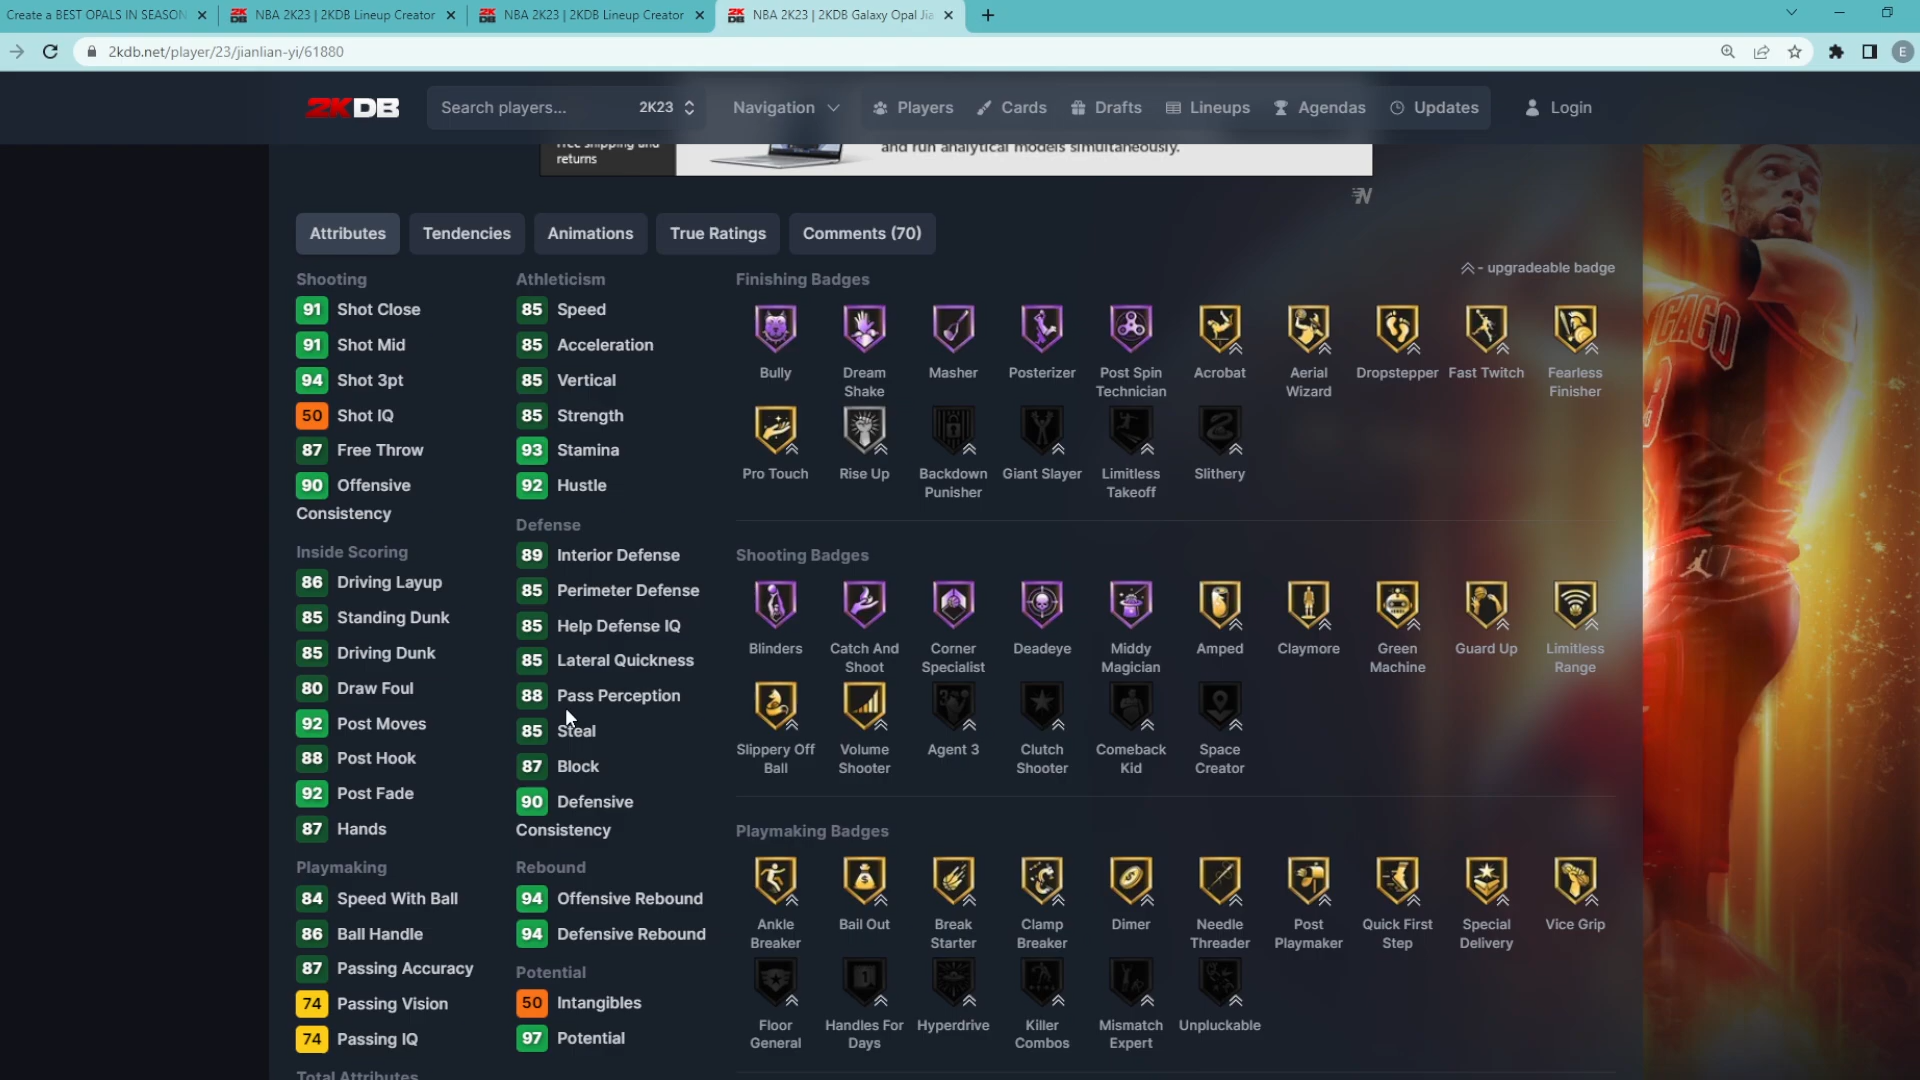 Create a BEST OPALS IN SEASON
NBA 2K23 | 2KDB Lineup Creator
NBA 2K23 | 2KDB Lineup Creator
NBA 2K23 | 2KDB Galaxy Opal Jia
2kdb.net/player/23/jianlian-yi/61880
E
2KDB
Search players...
2K23
Navigation
Players
Cards
Drafts
Lineups
Agendas
Updates
Login
Free shipping and
returns
and run analytical models simultaneously.
Attributes
Tendencies
Animations
True Ratings
Comments (70)
- upgradeable badge
Shooting
91 Shot Close
91 Shot Mid
94 Shot 3pt
50 Shot IQ
87 Free Throw
90 Offensive
Consistency
Inside Scoring
86 Driving Layup
85 Standing Dunk
85 Driving Dunk
80 Draw Foul
92 Post Moves
88 Post Hook
92 Post Fade
87 Hands
Playmaking
84 Speed With Ball
86 Ball Handle
87 Passing Accuracy
74 Passing Vision
74 Passing IQ
Total Attributes
Athleticism
85 Speed
85 Acceleration
85 Vertical
85 Strength
93 Stamina
92 Hustle
Defense
89 Interior Defense
85 Perimeter Defense
85 Help Defense IQ
85 Lateral Quickness
88 Pass Perception
85 Steal
87 Block
90 Defensive
Consistency
Rebound
94 Offensive Rebound
94 Defensive Rebound
Potential
50 Intangibles
97 Potential
Finishing Badges
Bully
Dream
Shake
Masher
Posterizer
Post Spin
Technician
Acrobat
Aerial
Wizard
Dropstepper
Fast Twitch
Fearless
Finisher
Pro Touch
Rise Up
Backdown
Punisher
Giant Slayer
Limitless
Takeoff
Slithery
Shooting Badges
Blinders
Catch And
Shoot
Corner
Specialist
Deadeye
Middy
Magician
Amped
Claymore
Green
Machine
Guard Up
Limitless
Range
Slippery Off
Ball
Volume
Shooter
Agent 3
Clutch
Shooter
Comeback
Kid
Space
Creator
Playmaking Badges
Ankle
Breaker
Bail Out
Break
Starter
Clamp
Breaker
Dimer
Needle
Threader
Post
Playmaker
Quick First
Step
Special
Delivery
Vice Grip
Floor
General
Handles For
Days
Hyperdrive
Killer
Combos
Mismatch
Expert
Unpluckable